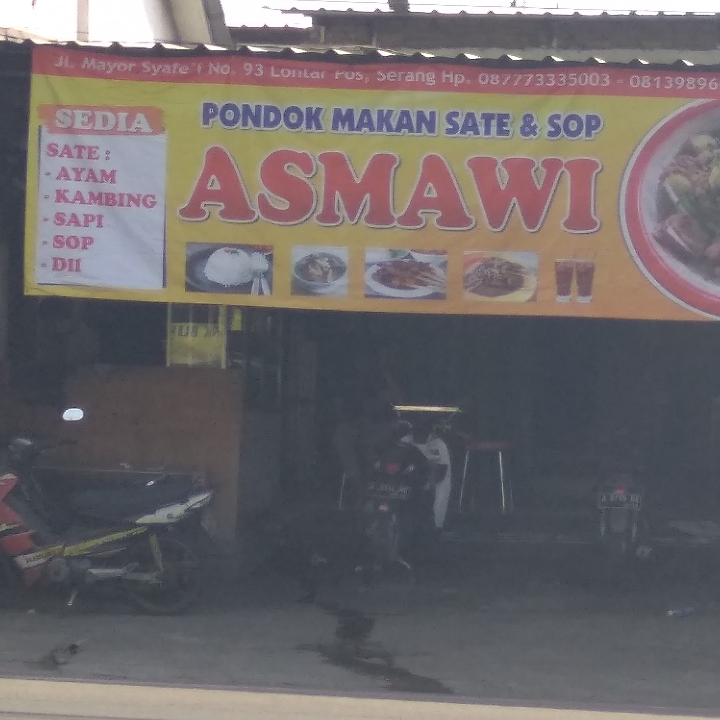 Jl. Mayor Syafe'i No. 93 Lontar Pos, Serang Hp. 087773335003 - 08139896
SEDIA
SATE :
- AYAM
- KAMBING
- SAPI
- SOP
- Dll
PONDOK MAKAN SATE & SOP
ASMAWI